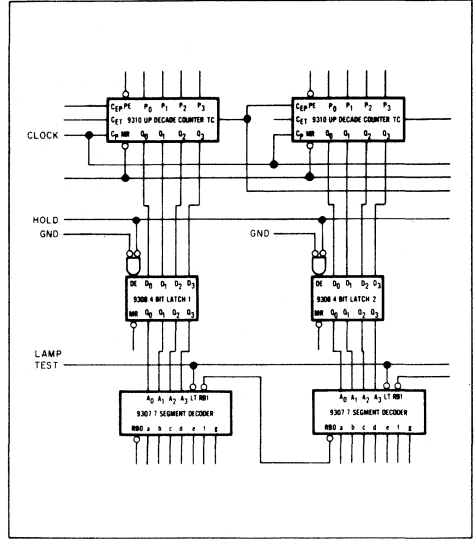 PE P0 P1 P2 P3
CEP
CET 9310 UP DECADE COUNTER TC
CP MR Q0 Q1 Q2 Q3
PE P0 P1 P2 P3
CEP
CET 9310 UP DECADE COUNTER TC
CP MR Q0 Q1 Q2 Q3
CLOCK
HOLD
GND
GND
DE D0 D1 D2 D3
9308 4 BIT LATCH 1
MR Q0 Q1 Q2 Q3
DE D0 D1 D2 D3
9308 4 BIT LATCH 2
MR Q0 Q1 Q2 Q3
LAMP
TEST
A0 A1 A2 A3 LT RB1
9307 7 SEGMENT DECODER
RBO a b c d e f g
A0 A1 A2 A3 LT RB1
9307 7 SEGMENT DECODER
RBO a b c d e f g